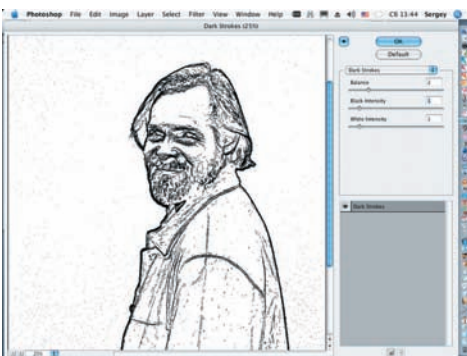 Photoshop File Edit Image Layer Select Filter View Window Help Сб 13:44 Sergey
Dark Strokes (25%)
OK
Default
Dark Strokes
Balance
Black Intensity
White Intensity
Dark Strokes